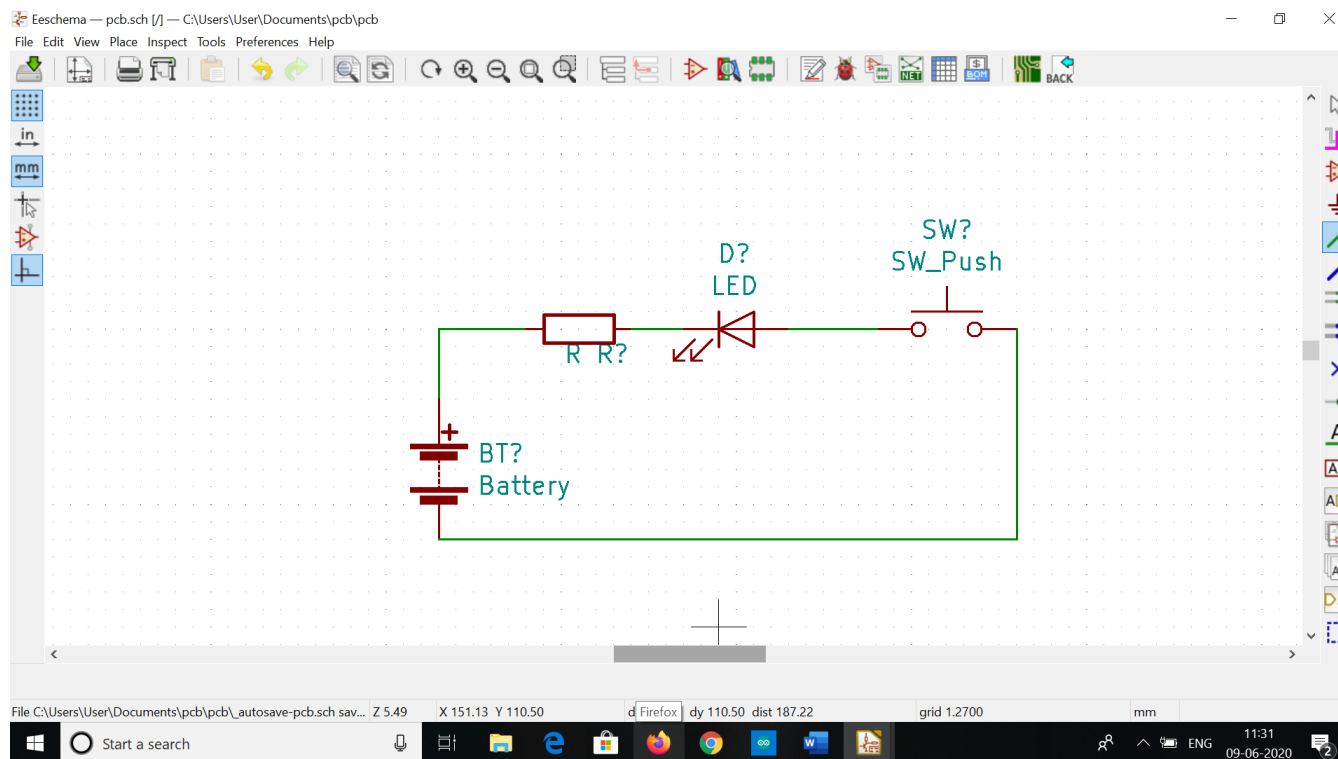 Eeschema — pcb.sch [/] — C:\Users\User\Documents\pcb\pcb
File Edit View Place Inspect Tools Preferences Help
NET
$
BOM
BACK
in
mm
SW?
SW_Push
D?
LED
R R?
+
BT?
Battery
File C:\Users\User\Documents\pcb\pcb\_autosave-pcb.sch sav... Z 5.49 X 151.13 Y 110.50 d Firefox dy 110.50 dist 187.22 grid 1.2700 mm
Start a search
ENG
11:31
09-06-2020
2